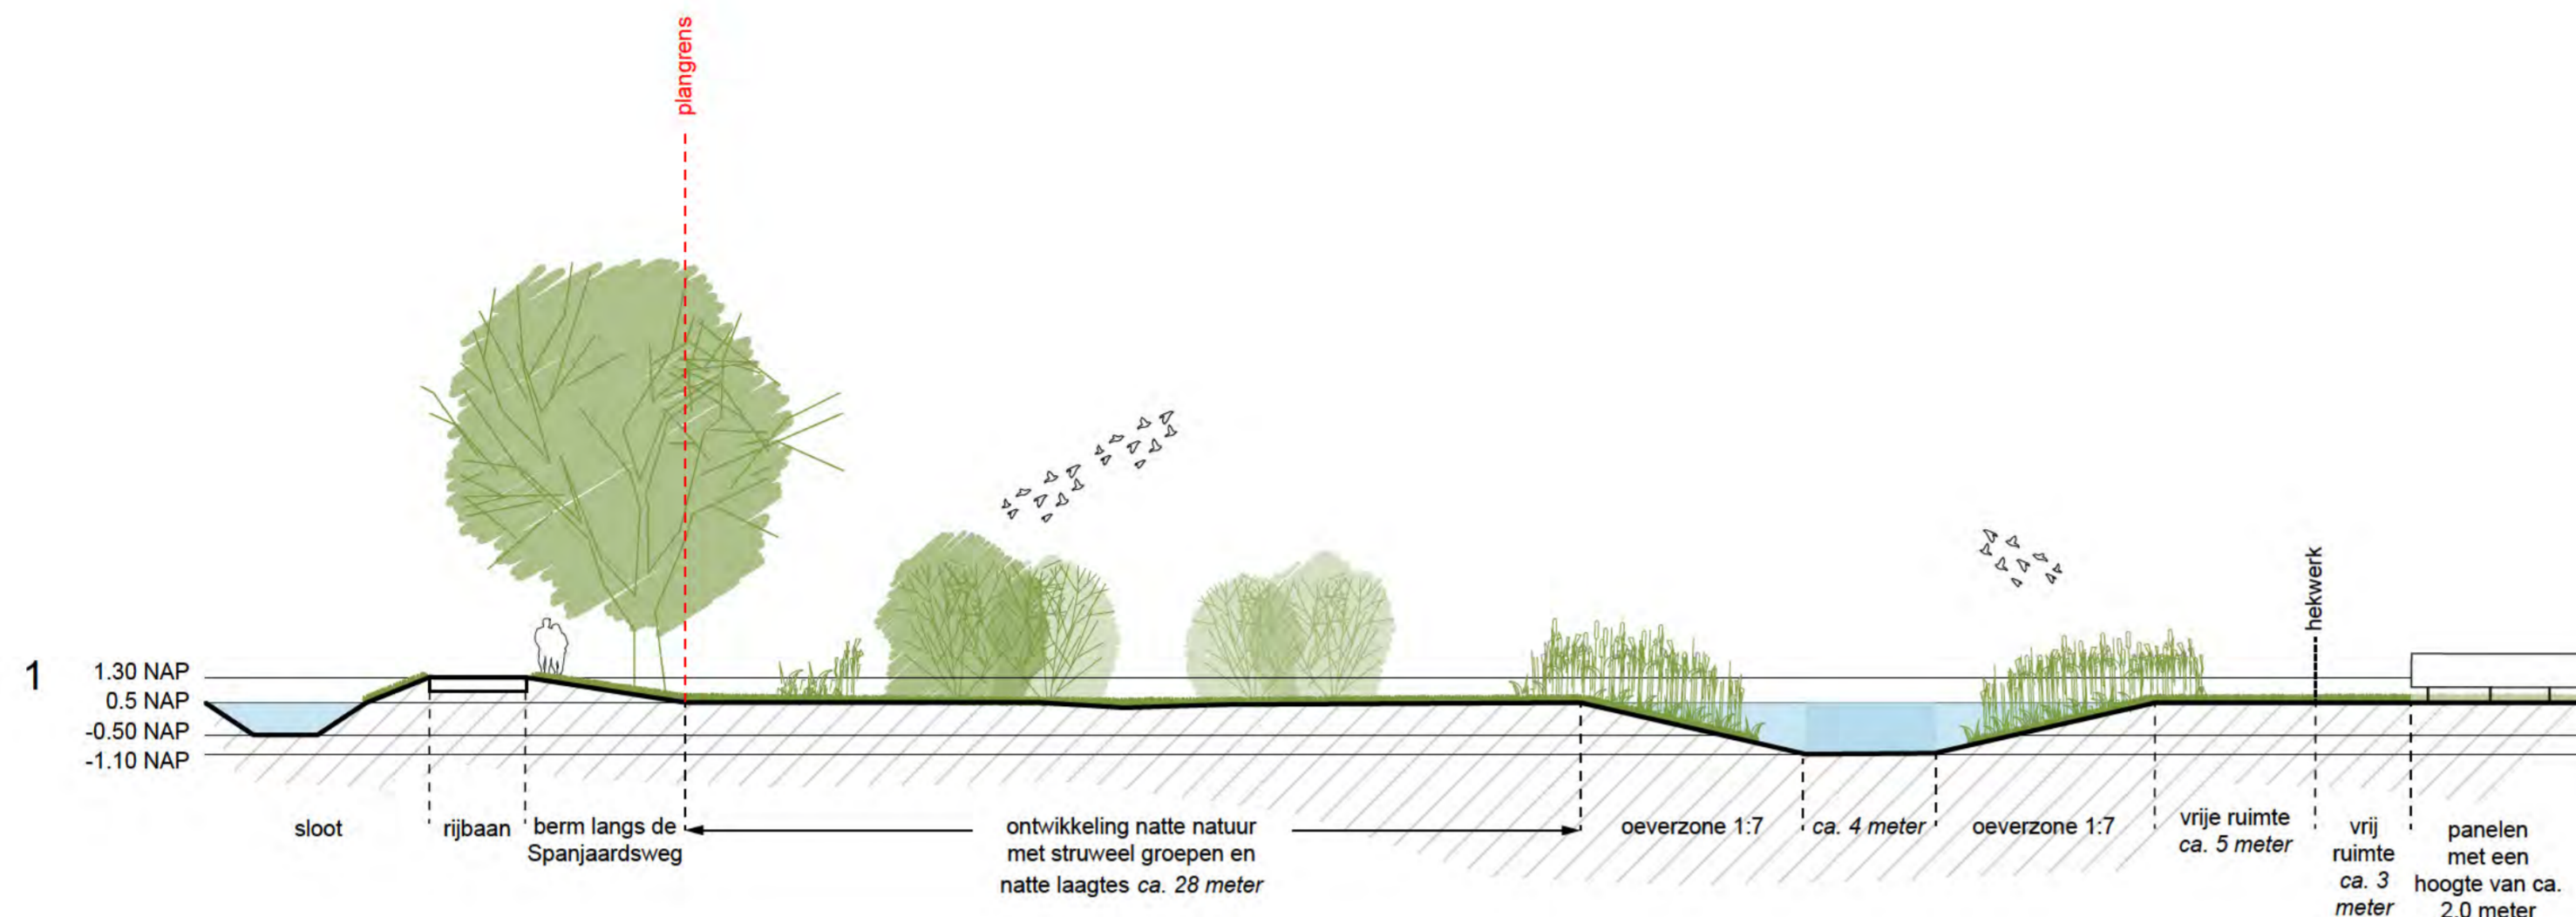 plangrens
hekwerk
1
1.30 NAP
0.5 NAP
-0.50 NAP
-1.10 NAP
sloot
rijbaan
berm langs de
Spanjaardsweg
ontwikkeling natte natuur
met struweel groepen en
natte laagtes ca. 28 meter
oeverzone 1:7
ca. 4 meter
oeverzone 1:7
vrije ruimte
ca. 5 meter
vrij
ruimte
ca. 3
meter
panelen
met een
hoogte van ca.
2.0 meter